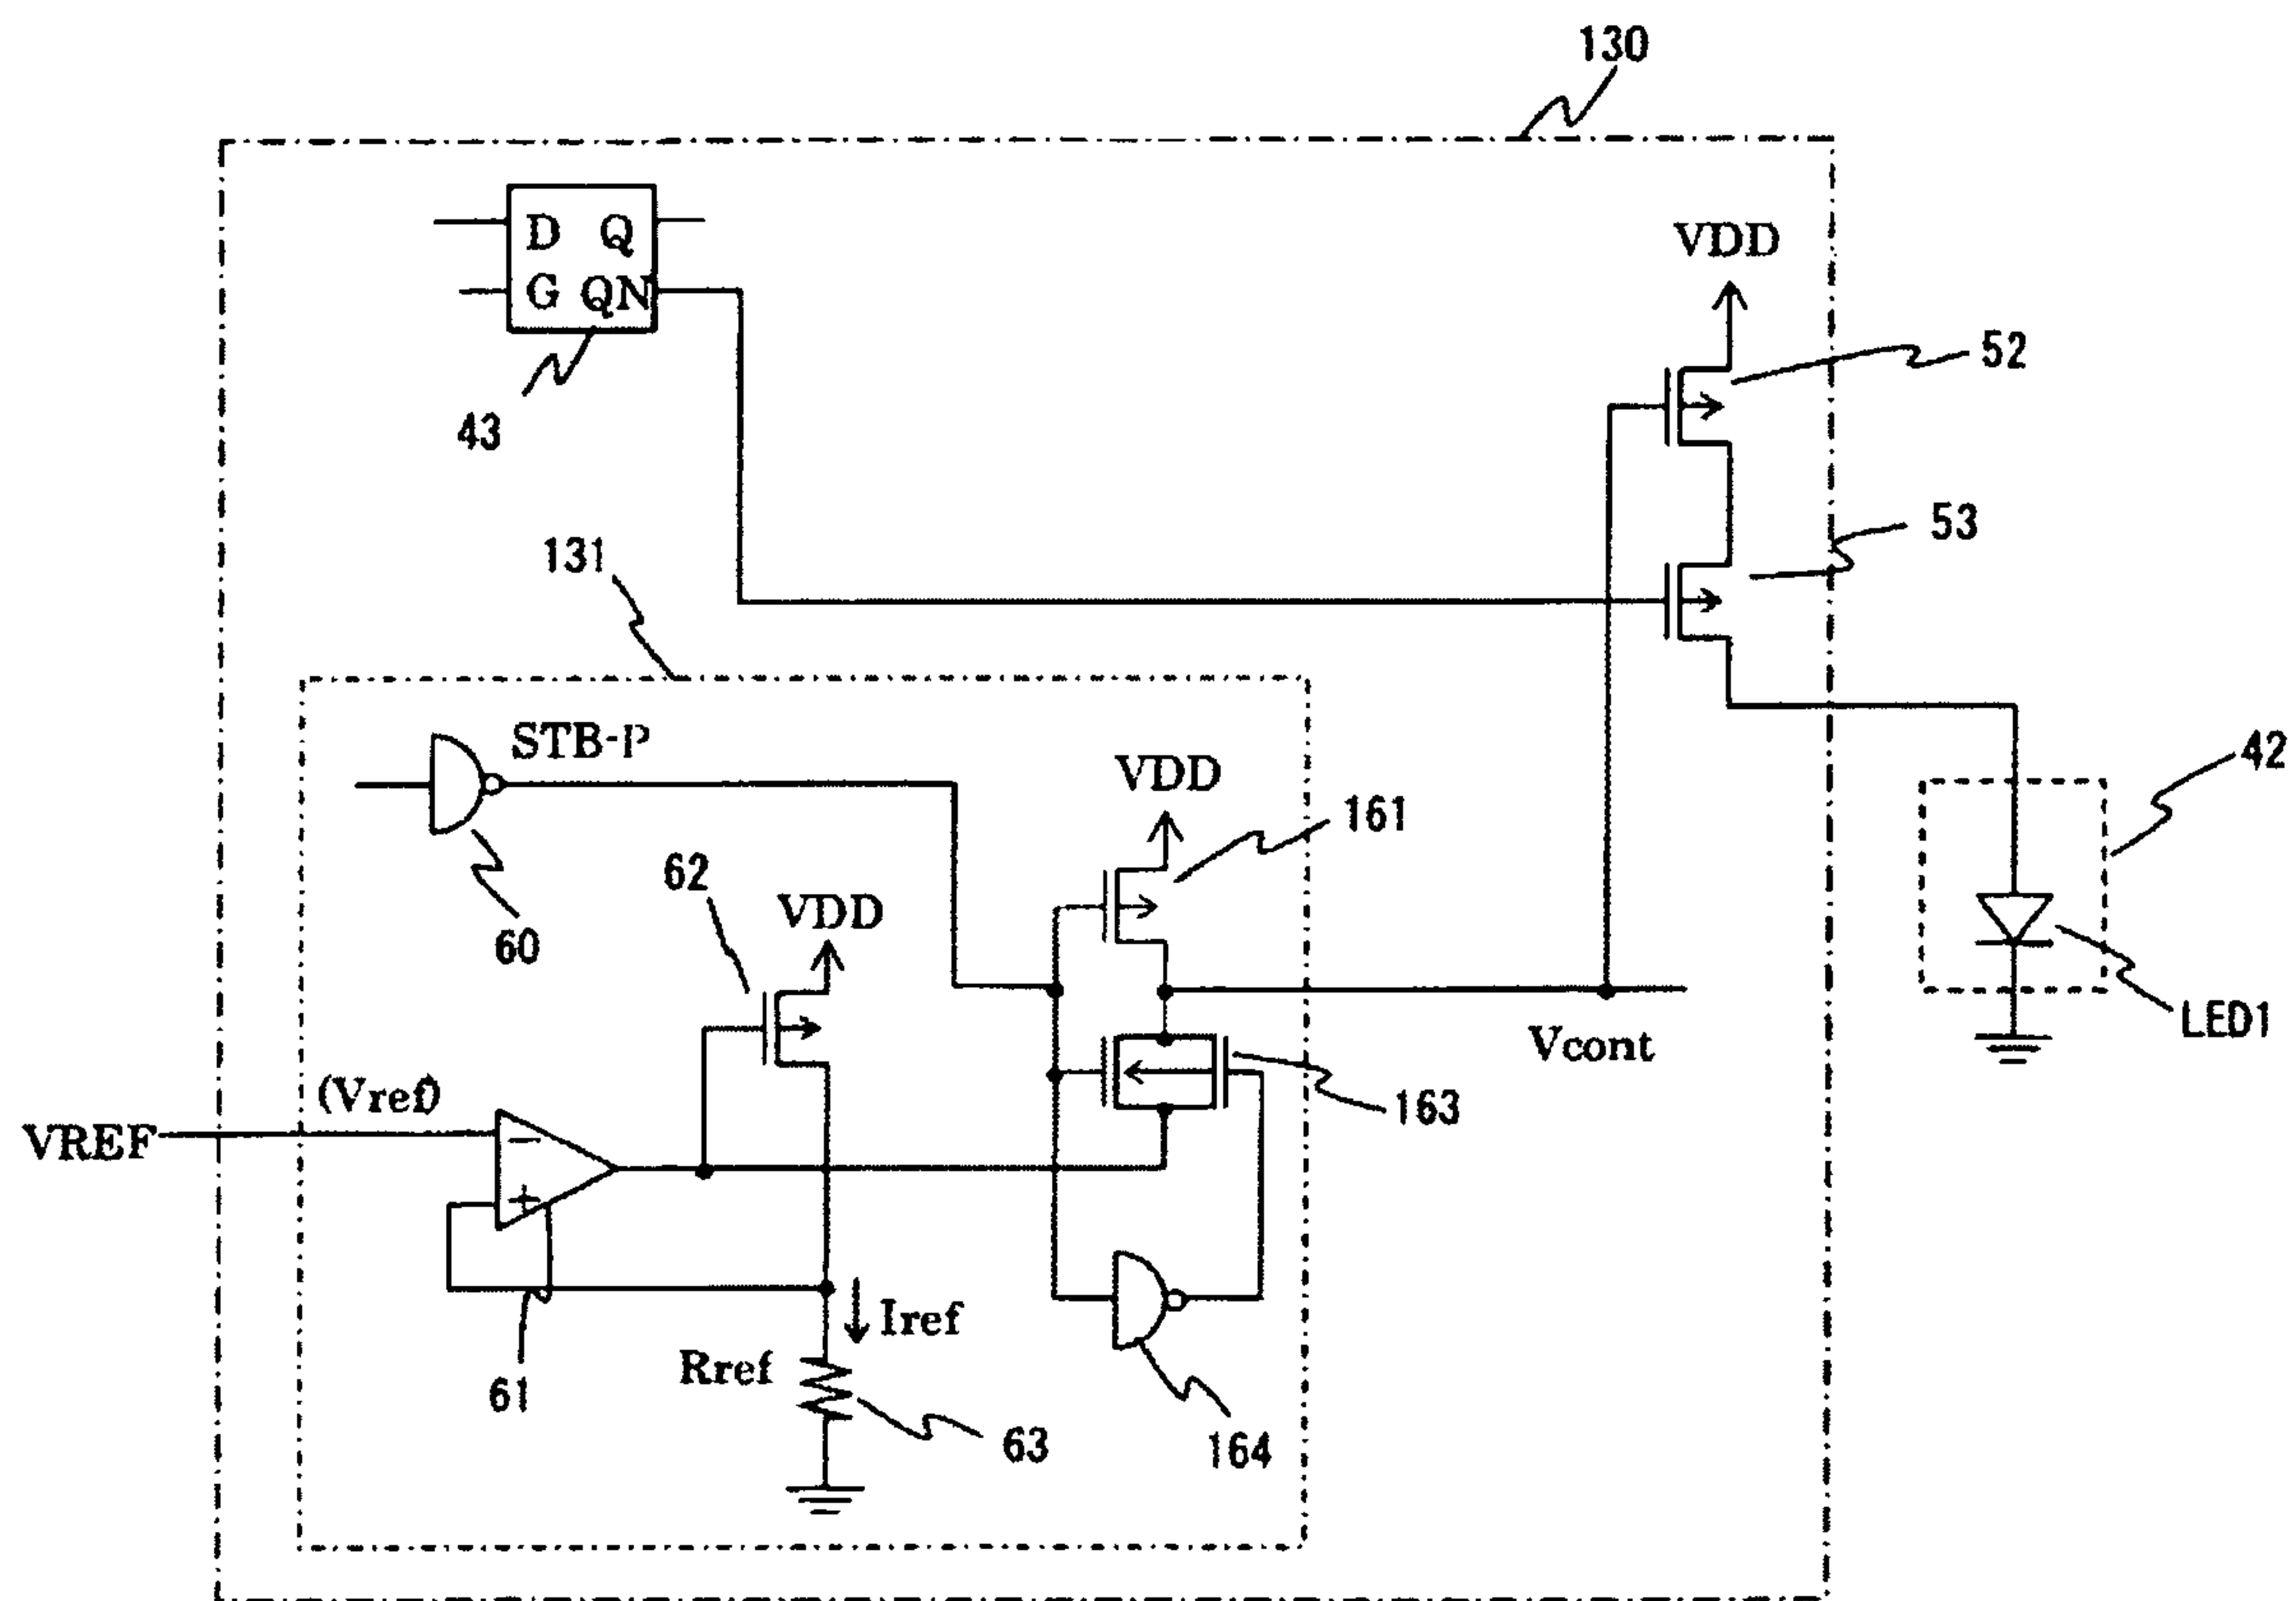 130
D Q
G QN
43
VDD
52
53
131
STB-P
60
62
VDD
VDD
161
42
(Vref)
VREF
− 
+
61
Iref
Rref
63
163
164
Vcont
LED1